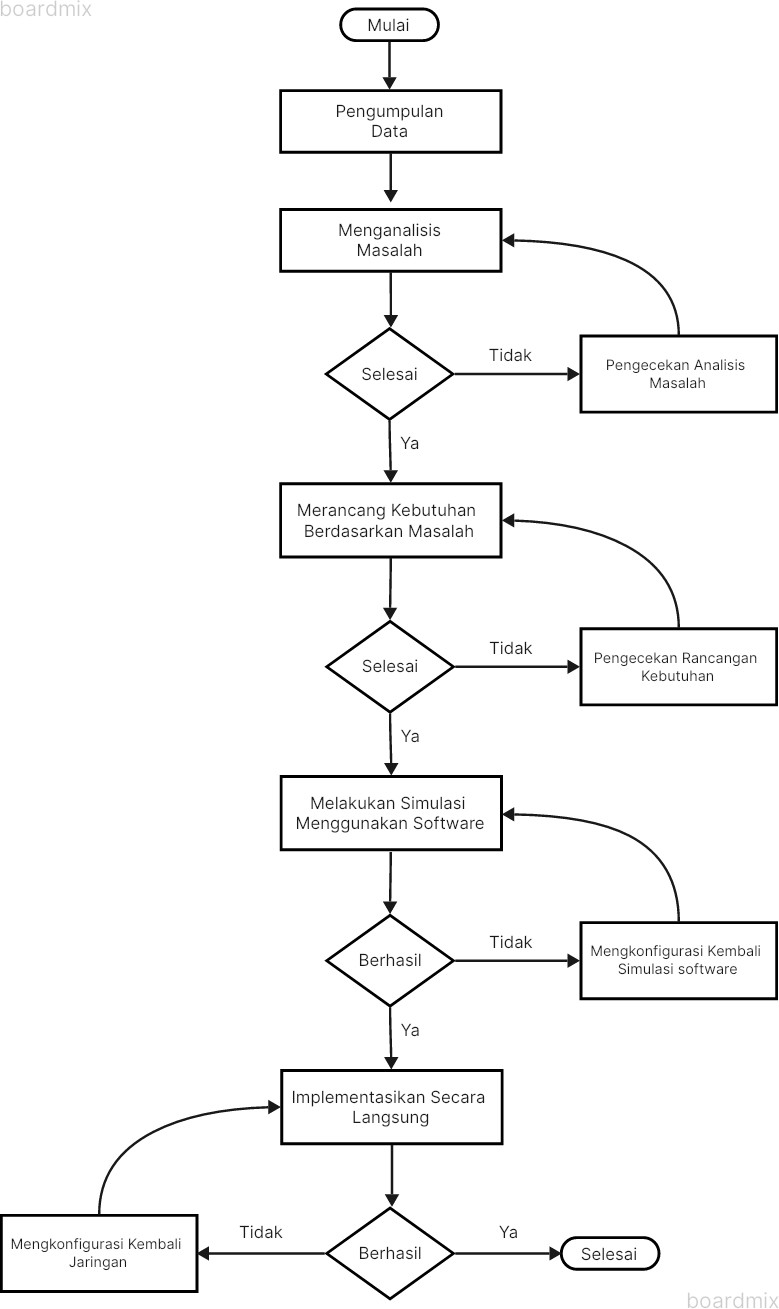 boardmix
Mulai
Pengumpulan
Data
Menganalisis
Masalah
Selesai
Tidak
Pengecekan Analisis
Masalah
Ya
Merancang Kebutuhan
Berdasarkan Masalah
Selesai
Tidak
Pengecekan Rancangan
Kebutuhan
Ya
Melakukan Simulasi
Menggunakan Software
Berhasil
Tidak
Mengkonfigurasi Kembali
Simulasi software
Ya
Implementasikan Secara
Langsung
Mengkonfigurasi Kembali
Jaringan
Tidak
Berhasil
Ya
Selesai
boardmix